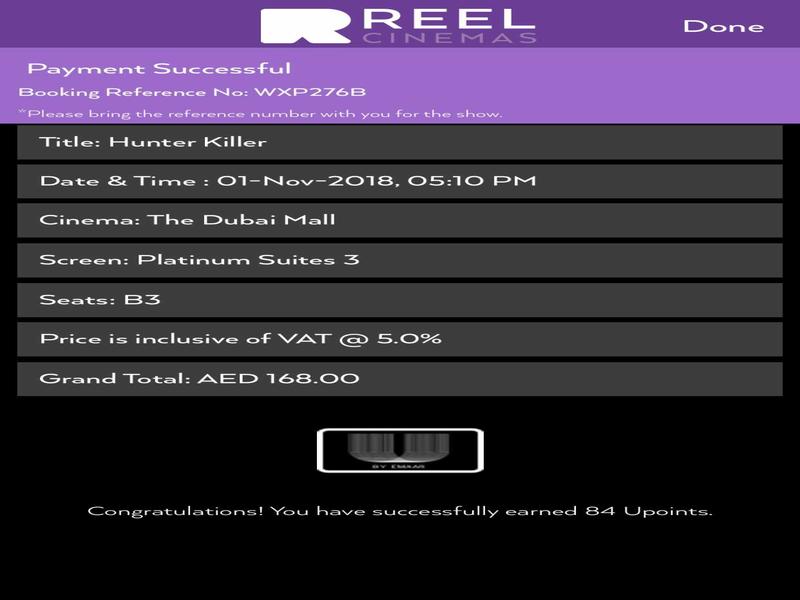 REEL
CINEMAS
Done
Payment Successful
Booking Reference No: WXP276B
*Please bring the reference number with you for the show.
Title: Hunter Killer
Date & Time : 01-Nov-2018, 05:10 PM
Cinema: The Dubai Mall
Screen: Platinum Suites 3
Seats: B3
Price is inclusive of VAT @ 5.0%
Grand Total: AED 168.00
BY EMAAR
Congratulations! You have successfully earned 84 Upoints.